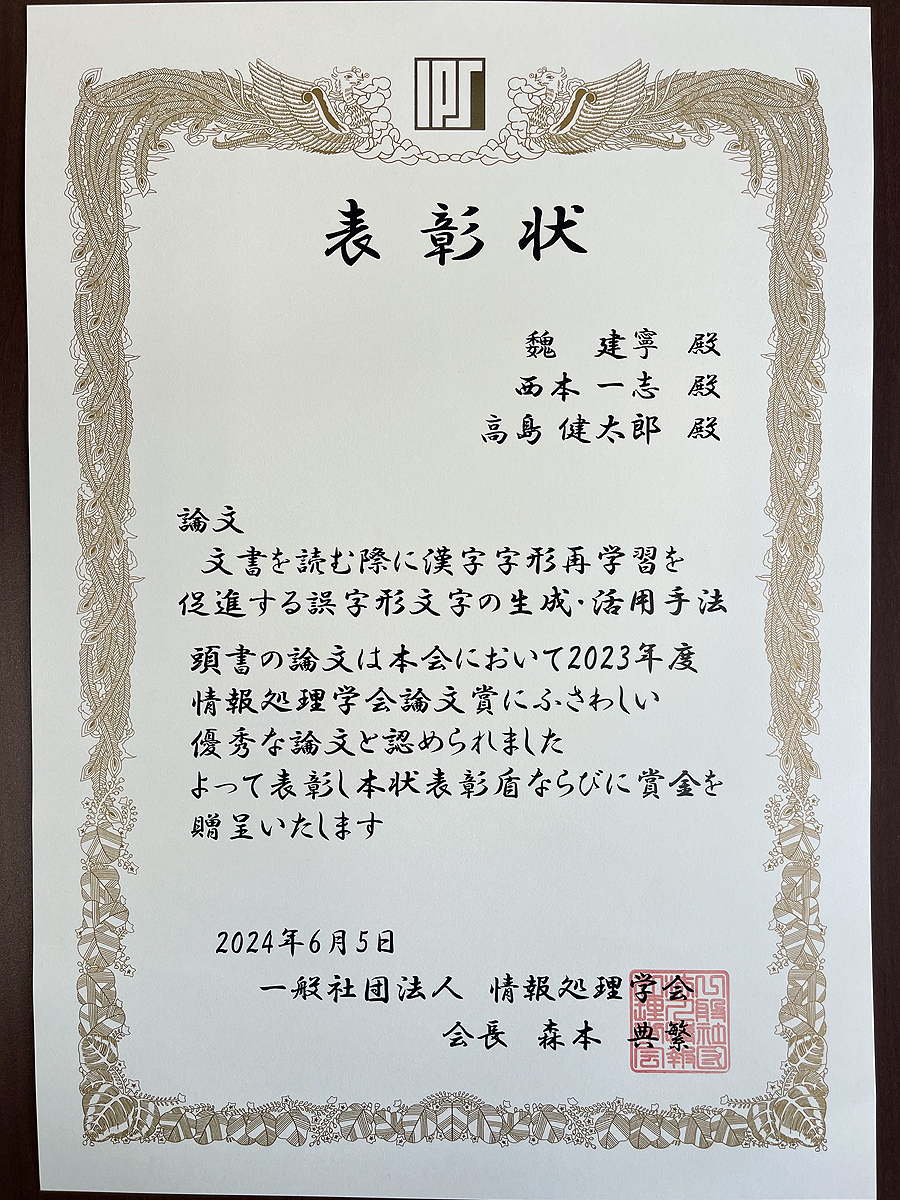 IPS
表彰状
魏 建寧 殿
西本 一志 殿
高島 健太郎 殿
論文
文書を読む際に漢字字形再学習を
促進する誤字形文字の生成・活用手法
頭書の論文は本会において2023年度
情報処理学会論文賞にふさわしい
優秀な論文と認められました
よって表彰し本状表彰盾ならびに賞金を
贈呈いたします
2024年6月5日
一般社団法人 情報処理学会
会長 森本 典繁